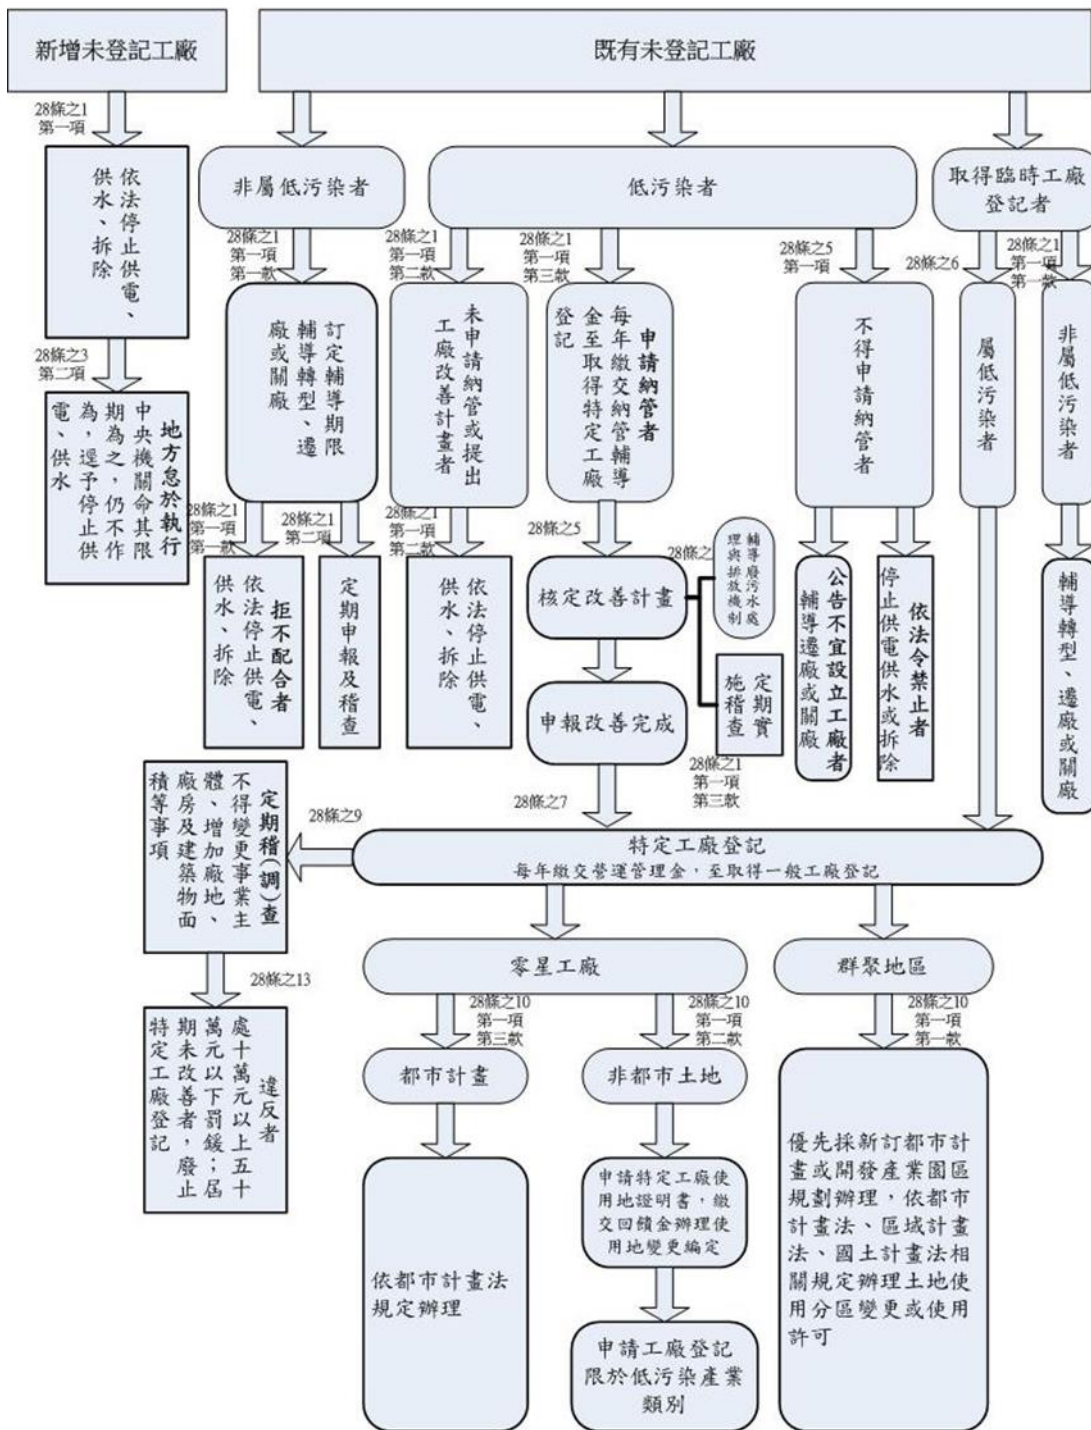 新增未登記工廠
既有未登記工廠
28條之1
第一項
依法停止供電、
供水、拆除
28條之3
第二項
地方怠於執行
中央機關命其限
期為之，仍不作
為，逕予停止供
電、供水
非屬低污染者
低污染者
取得臨時工廠
登記者
28條之1
第一項
第一款
訂定輔導期限
輔導轉型、遷
廠或關廠
28條之1
第一項
第二款
未申請納管或提出
工廠改善計畫者
28條之1
第一項
第三款
申請納管者
每年繳交納管輔導
金至取得特定工廠
登記
28條之5
第一項
不得申請納管者
28條之6
屬低污染者
28條之1
第一項
第一款
非屬低污染者
28條之1
第一項
第一款
拒不配合者
依法停止供電、
供水、拆除
28條之1
第二項
定期申報及稽查
28條之1
第一項
第二款
依法停止供電、
供水、拆除
28條之5
核定改善計畫
28條之
輔導廢污水處
理與排放機制
定期實
施稽查
申報改善完成
28條之1
第一項
第三款
公告不宜設立工廠者
輔導遷廠或關廠
依法令禁止者
停止供電供水或拆除
輔導轉型、遷廠或關廠
28條之7
特定工廠登記
每年繳交營運管理金，至取得一般工廠登記
28條之9
定期稽(調)查
不得變更事業主
體、增加廠地、
廠房及建築物面
積等事項
28條之13
違反者
處十萬元以上五十
萬元以下罰鍰；屆
期未改善者，廢止
特定工廠登記
零星工廠
群聚地區
28條之10
第一項
第三款
都市計畫
依都市計畫法
規定辦理
28條之10
第一項
第二款
非都市土地
申請特定工廠使
用地證明書，繳
交回饋金辦理使
用地變更編定
申請工廠登記
限於低污染產業
類別
28條之10
第一項
第一款
優先採新訂都市計
畫或開發產業園區
規劃辦理，依都市
計畫法、區域計畫
法、國土計畫法相
關規定辦理土地使
用分區變更或使用
許可